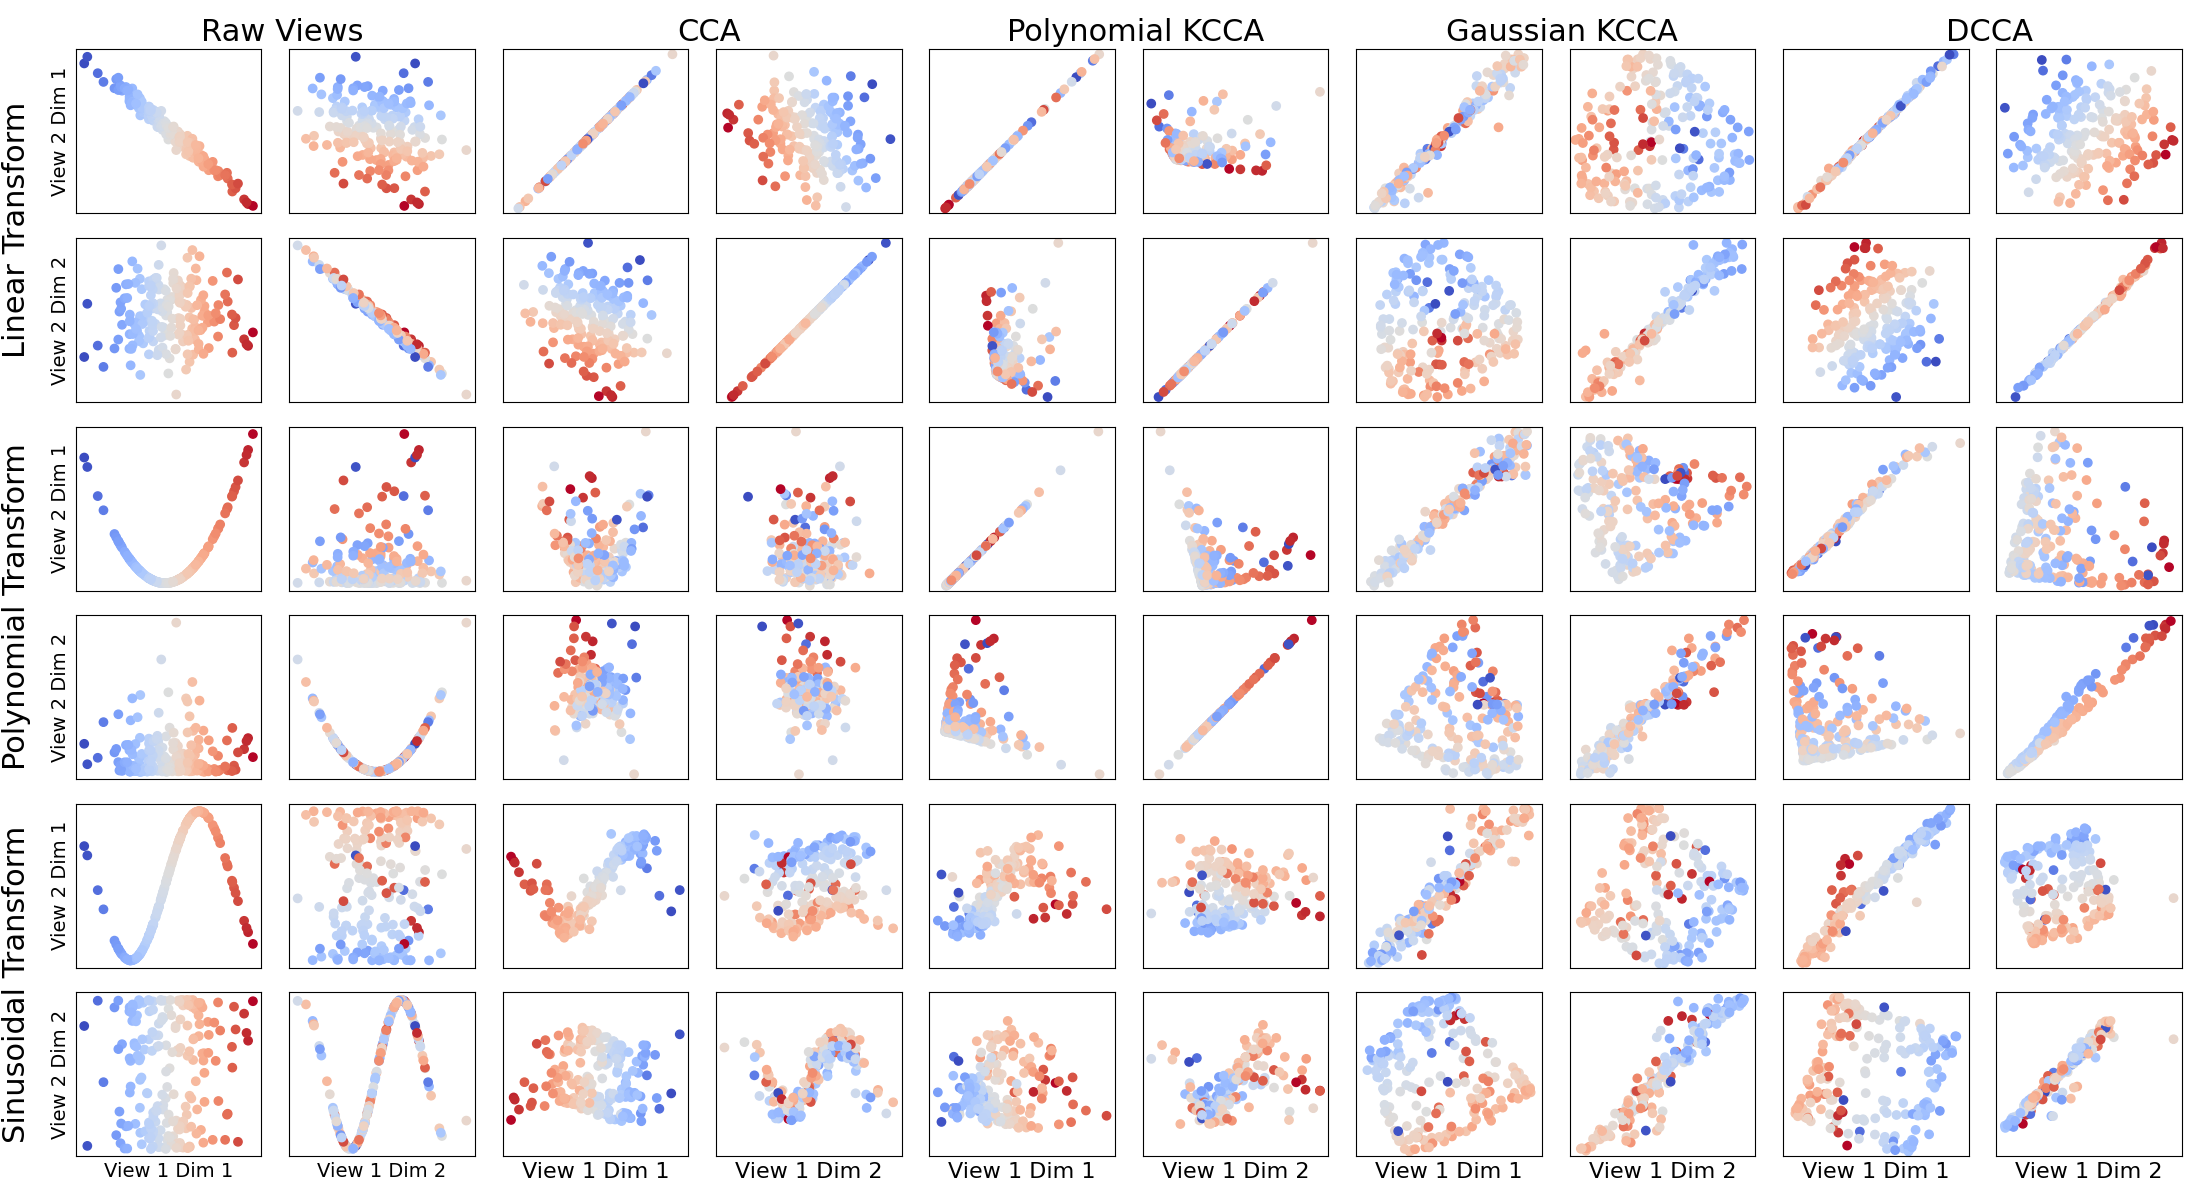 Raw Views
CCA
Polynomial KCCA
Gaussian KCCA
DCCA
Linear Transform
View 2 Dim 1
View 2 Dim 2
Polynomial Transform
View 2 Dim 1
View 2 Dim 2
Sinusoidal Transform
View 2 Dim 1
View 2 Dim 2
View 1 Dim 1
View 1 Dim 2
View 1 Dim 1
View 1 Dim 2
View 1 Dim 1
View 1 Dim 2
View 1 Dim 1
View 1 Dim 2
View 1 Dim 1
View 1 Dim 2